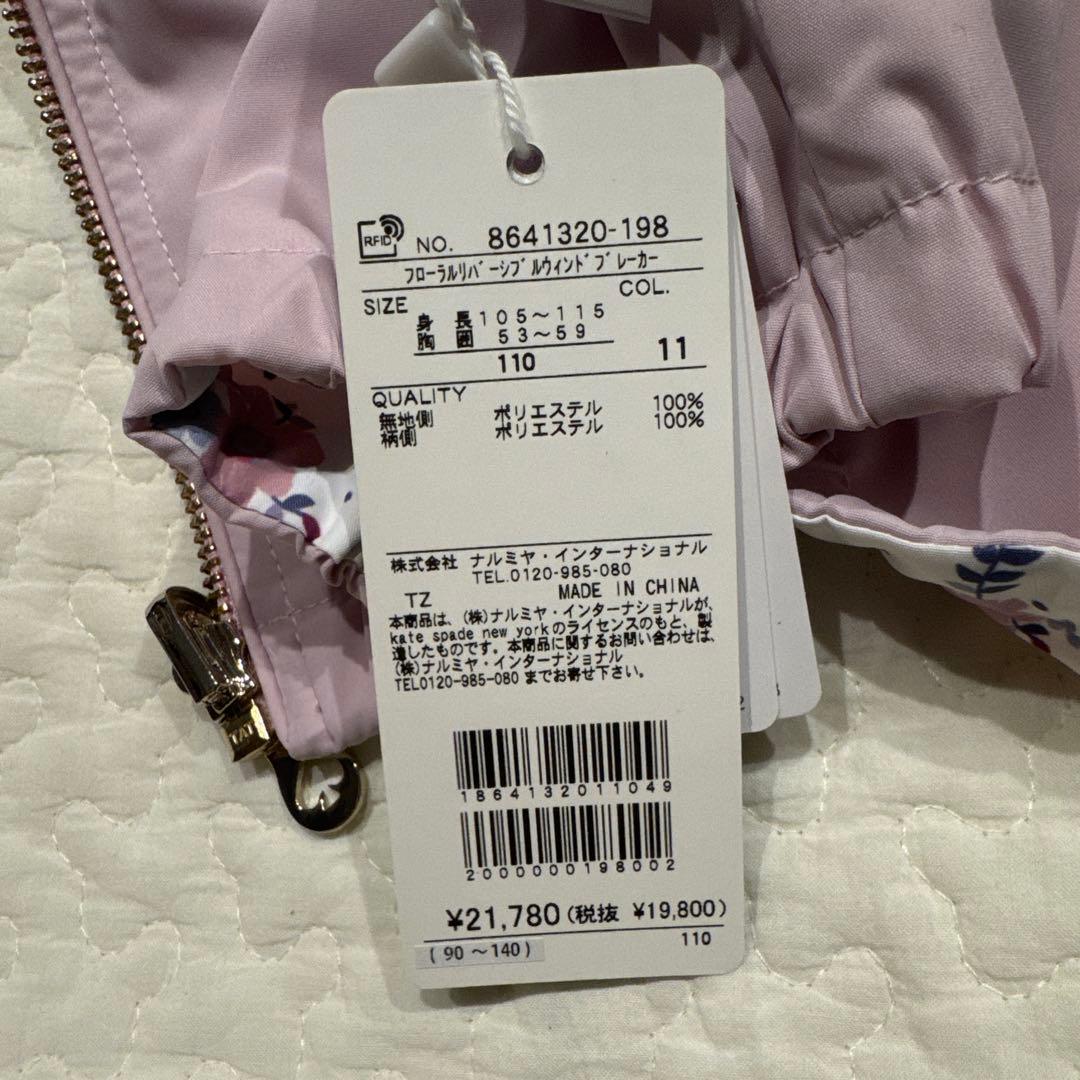 RFID NO. 8641320-198
フローラルリバーシブルウィンドブレーカー
SIZE COL.
身 長 105～115
胸 囲 53～59
110 11
QUALITY
無地側 ポリエステル 100%
柄側 ポリエステル 100%
株式会社 ナルミヤ・インターナショナル
TEL.0120-985-080
TZ MADE IN CHINA
本商品は、(株)ナルミヤ・インターナショナルが、
kate spade new yorkのライセンスのもと、製
造したものです。本商品に関するお問い合わせは、
(株)ナルミヤ・インターナショナル
TEL0120-985-080 までお寄せ下さい。
1864132011049
2000000198002
¥21,780(税抜 ¥19,800)
(90 ～140) 110